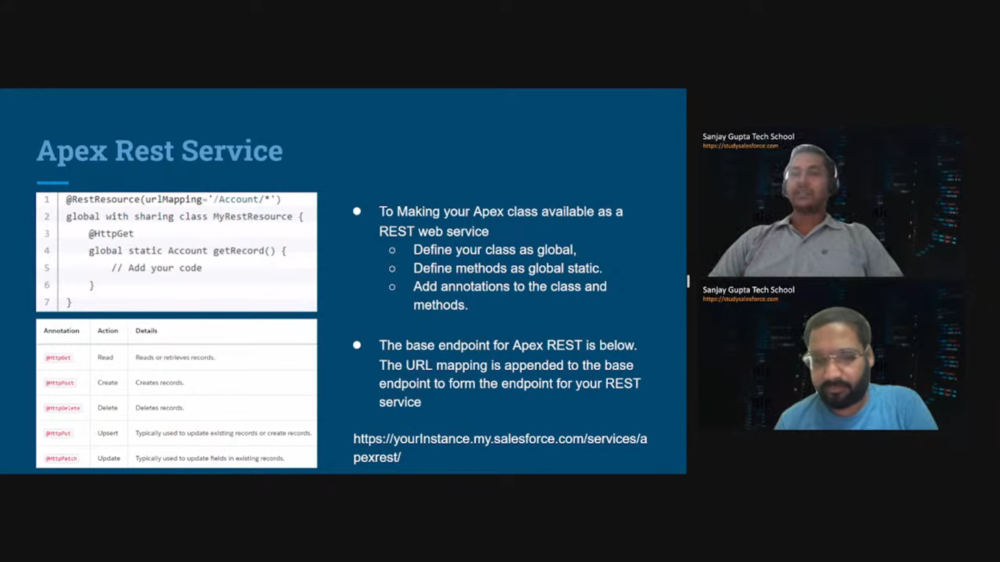 Apex Rest Service
1 @RestResource(urlMapping='/Account/*')
2 global with sharing class MyRestResource {
3 @HttpGet
4 global static Account getRecord() {
5 // Add your code
6 }
7 }
Annotation Action Details
@HttpGet Read Reads or retrieves records.
@HttpPost Create Creates records.
@HttpDelete Delete Deletes records.
@HttpPut Upsert Typically used to update existing records or create records.
@HttpPatch Update Typically used to update fields in existing records.
To Making your Apex class available as a
REST web service
Define your class as global,
Define methods as global static.
Add annotations to the class and
methods.
The base endpoint for Apex REST is below.
The URL mapping is appended to the base
endpoint to form the endpoint for your REST
service
https://yourInstance.my.salesforce.com/services/a
pexrest/
Sanjay Gupta Tech School
https://studysalesforce.com
Sanjay Gupta Tech School
https://studysalesforce.com